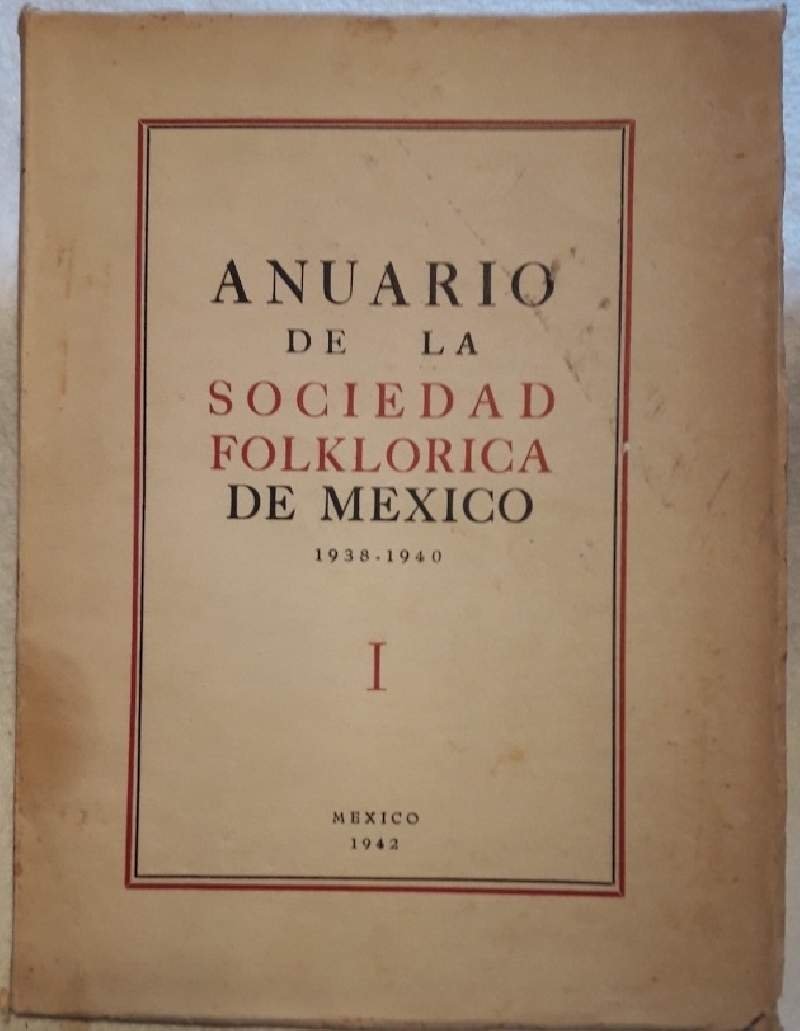 ANUARIO
DE LA
SOCIEDAD
FOLKLORICA
DE MEXICO
1938-1940
I
MEXICO
1942